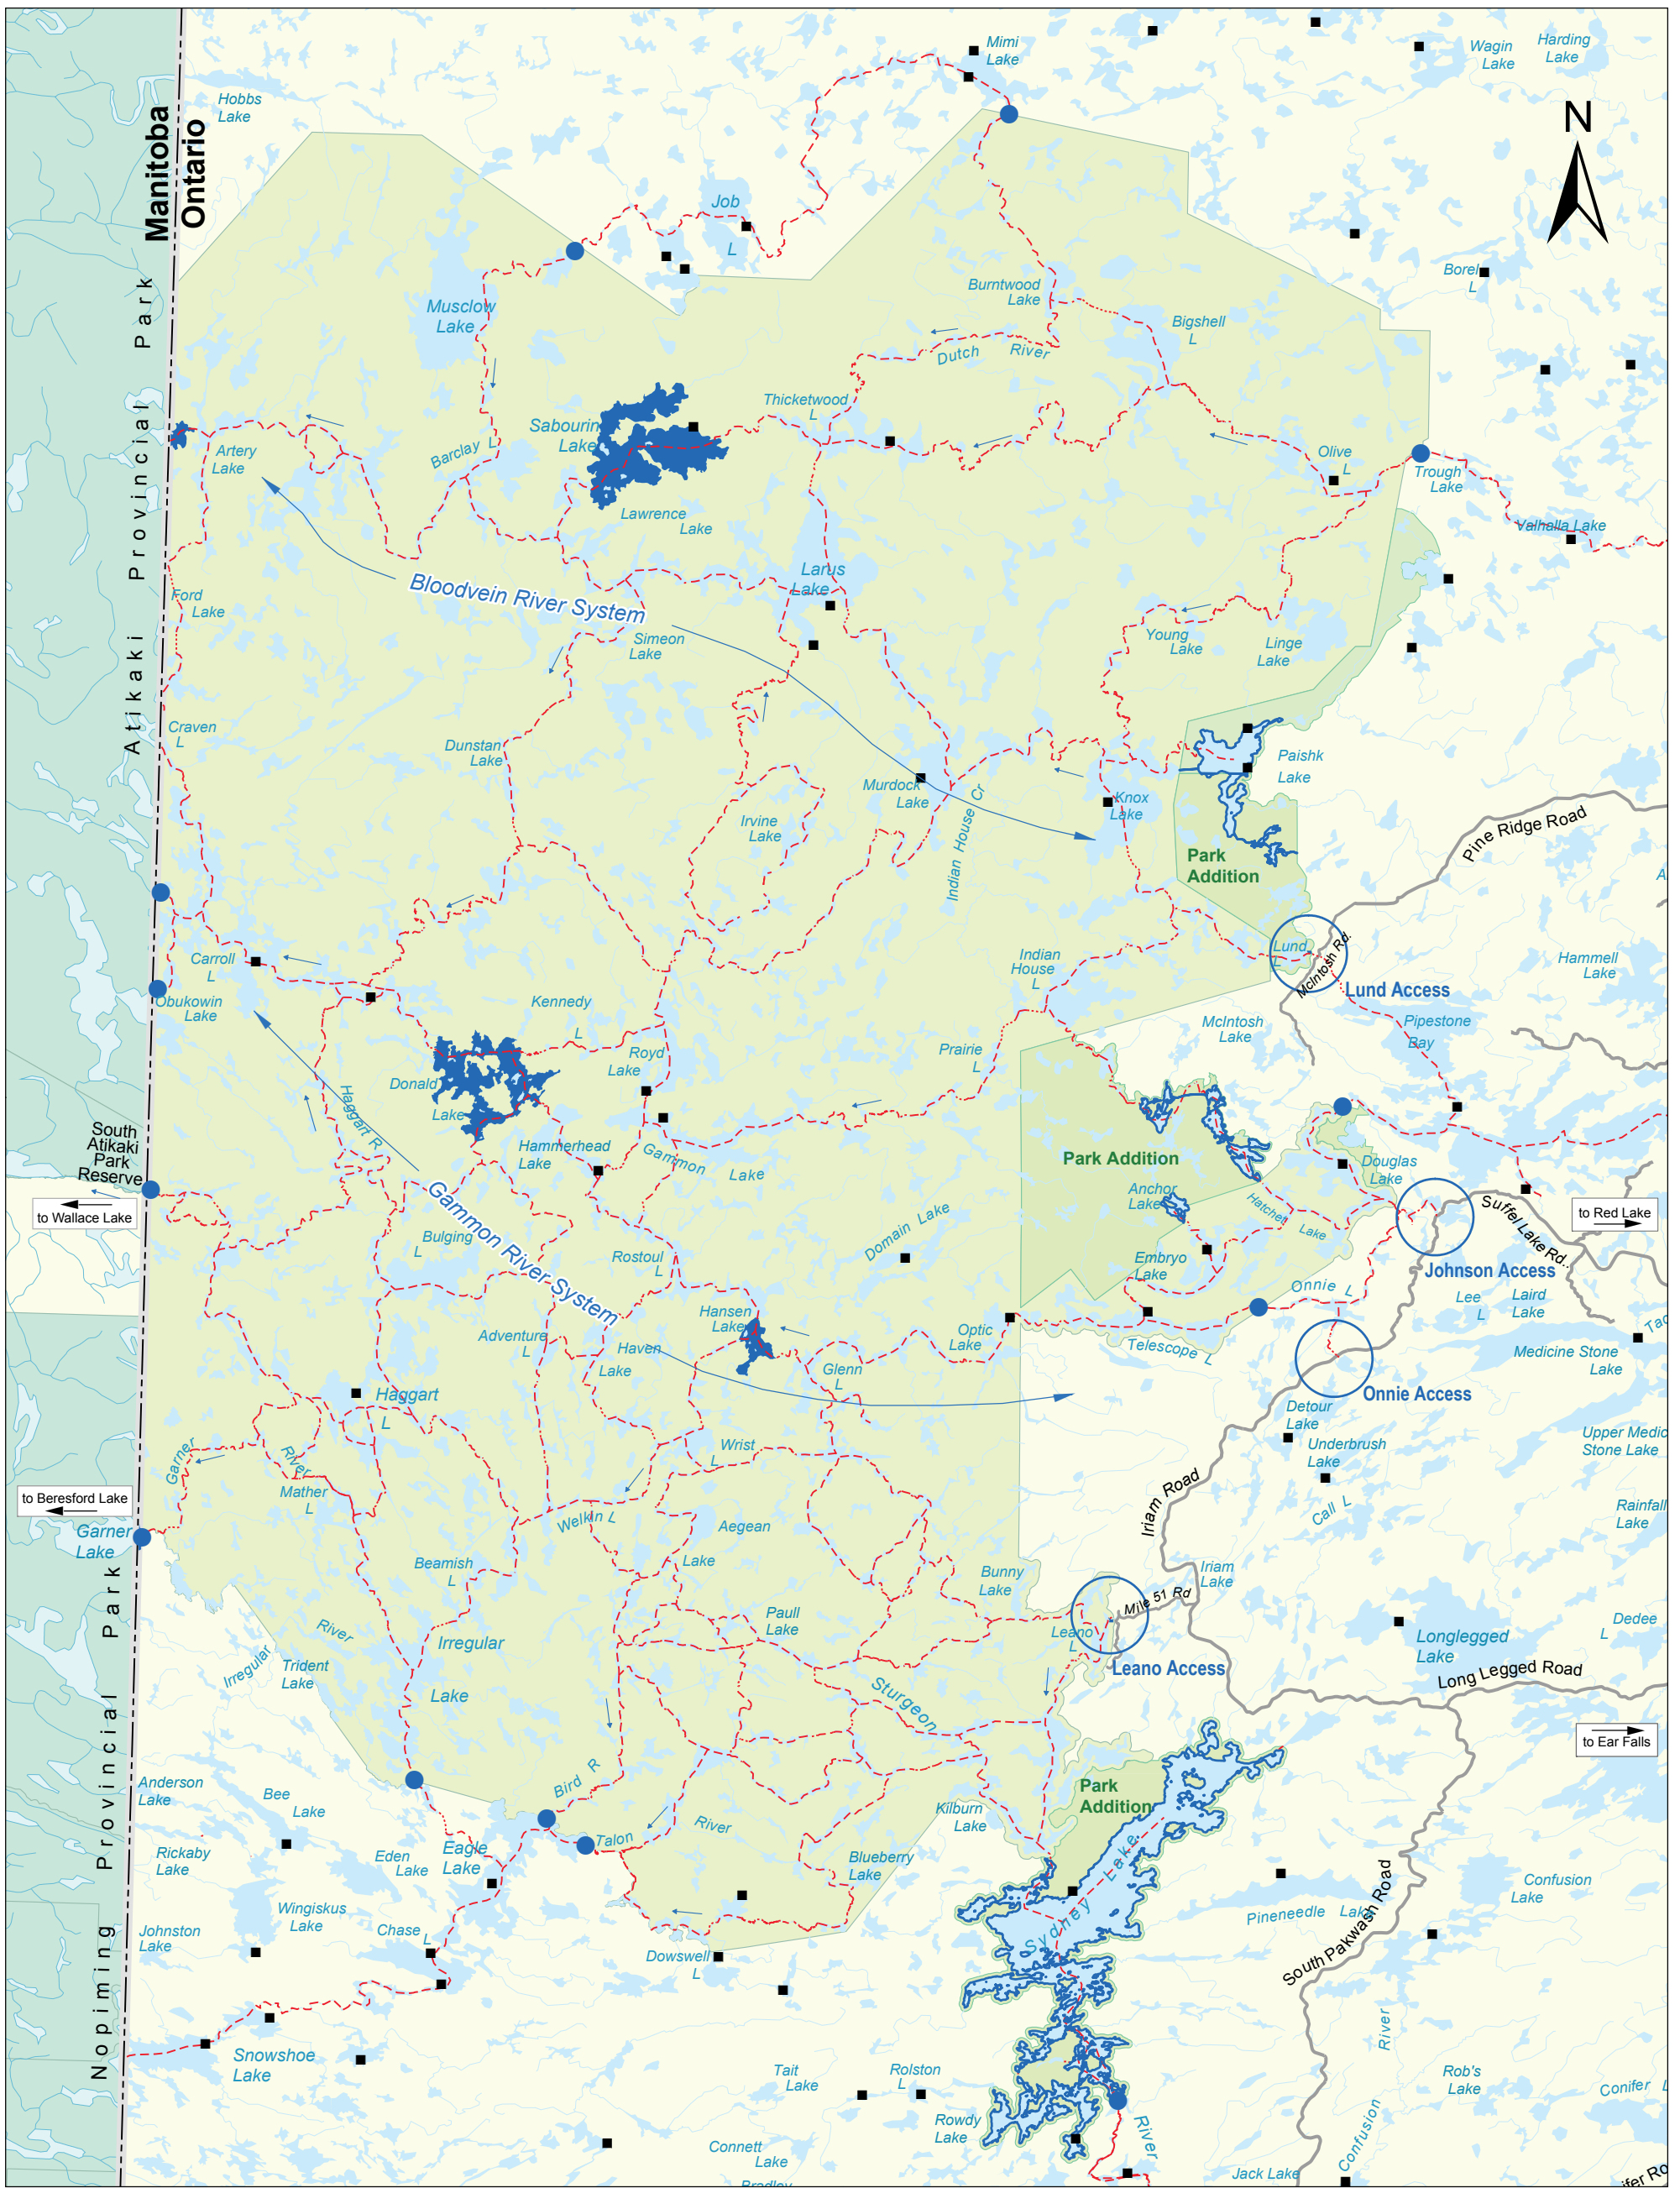 Mimi
Lake
Wagin
Lake
Harding
Lake
Hobbs
Lake
N
Manitoba
Ontario
Job
L
Borel
L
Burntwood
Lake
Musclow
Lake
Bigshell
L
Dutch River
Thicketwood
L
Sabourin
Lake
Barclay L
Artery
Lake
Olive
L
Trough
Lake
Lawrence
Lake
Valhalla Lake
Atikaki Provincial Park
Larus
Lake
Bloodvein River System
Ford
Lake
Simeon
Lake
Young
Lake
Linge
Lake
Craven
L
Dunstan
Lake
Paishk
Lake
Murdock
Lake
Knox
Lake
Irvine
Lake
Indian House Cr
Pine Ridge Road
Park
Addition
Carroll
L
Indian
House
L
Lund
L
McIntosh Rd.
Hammell
Lake
Lund Access
Obukowin
Lake
Kennedy
L
McIntosh
Lake
Pipestone
Bay
Royd
Lake
Prairie
L
Donald
Lake
Haggart R
South
Atikaki
Park
Reserve
Hammerhead
Lake
Gammon Lake
Park Addition
Douglas
Lake
Anchor
Lake
Hatchet
Lake
to Wallace Lake
Suffel Lake Rd.
to Red Lake
Gammon River System
Bulging
L
Domain Lake
Rostoul
L
Embryo
Lake
Johnson Access
Onnie L
Lee
L
Laird
Lake
Hansen
Lake
Optic
Lake
Adventure
L
Haven
Lake
Telescope L
Medicine Stone
Lake
Glenn
L
Haggart
L
Onnie Access
Detour
Lake
Underbrush
Lake
Upper Medic
Stone Lake
Garner
River
Wrist
L
Mather
L
Iriam Road
Call L
to Beresford Lake
Welkin L
Aegean
Lake
Rainfall
Lake
Garner
Lake
Beamish
L
Bunny
Lake
Iriam
Lake
Mile 51 Rd
Paull
Lake
Leano
L
Dedee
L
River
Irregular
Irregular
Lake
Longlegged
Lake
Trident
Lake
Leano Access
Long Legged Road
Sturgeon
to Ear Falls
Anderson
Lake
Bee
Lake
Bird R
Park
Addition
Kilburn
Lake
Talon
River
Rickaby
Lake
Eden
Lake
Eagle
Lake
Blueberry
Lake
Sydney Lake
Confusion
Lake
Wingiskus
Lake
Johnston
Lake
Chase
L
Pineneedle Lake
South Pakwash Road
Dowswell
L
Nopiming Provincial Park
Snowshoe
Lake
Tait
Lake
Rolston
L
River
Rob's
Lake
Conifer L
Rowdy
Lake
River
Confusion
Connett
Lake
Jack Lake